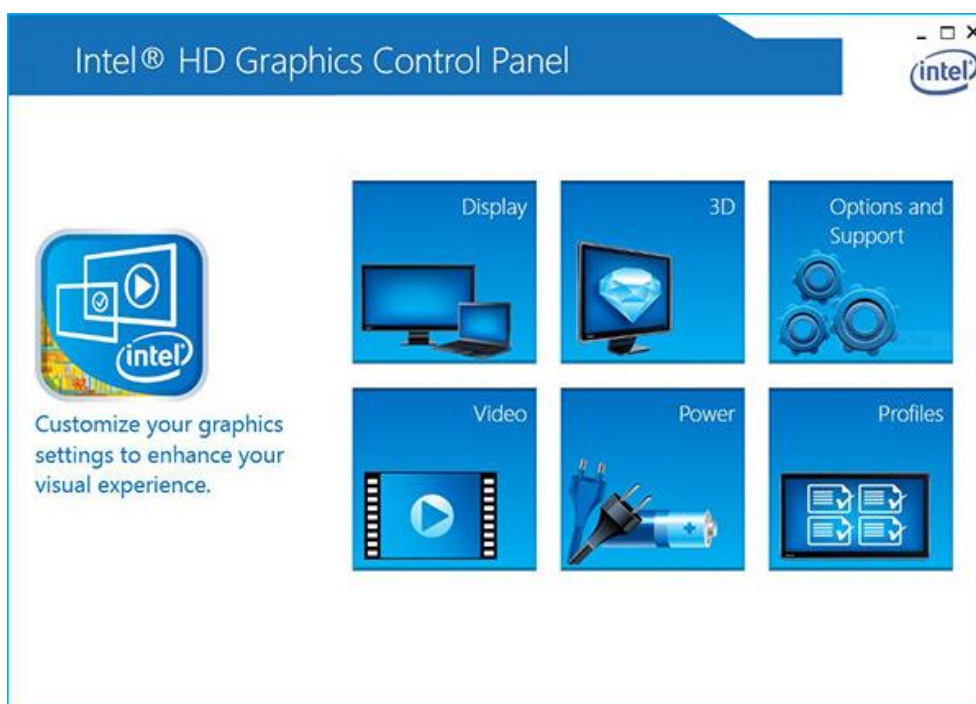 Intel® HD Graphics Control Panel
intel
Display
3D
Options and
Support
intel
Customize your graphics
settings to enhance your
visual experience.
Video
Power
Profiles